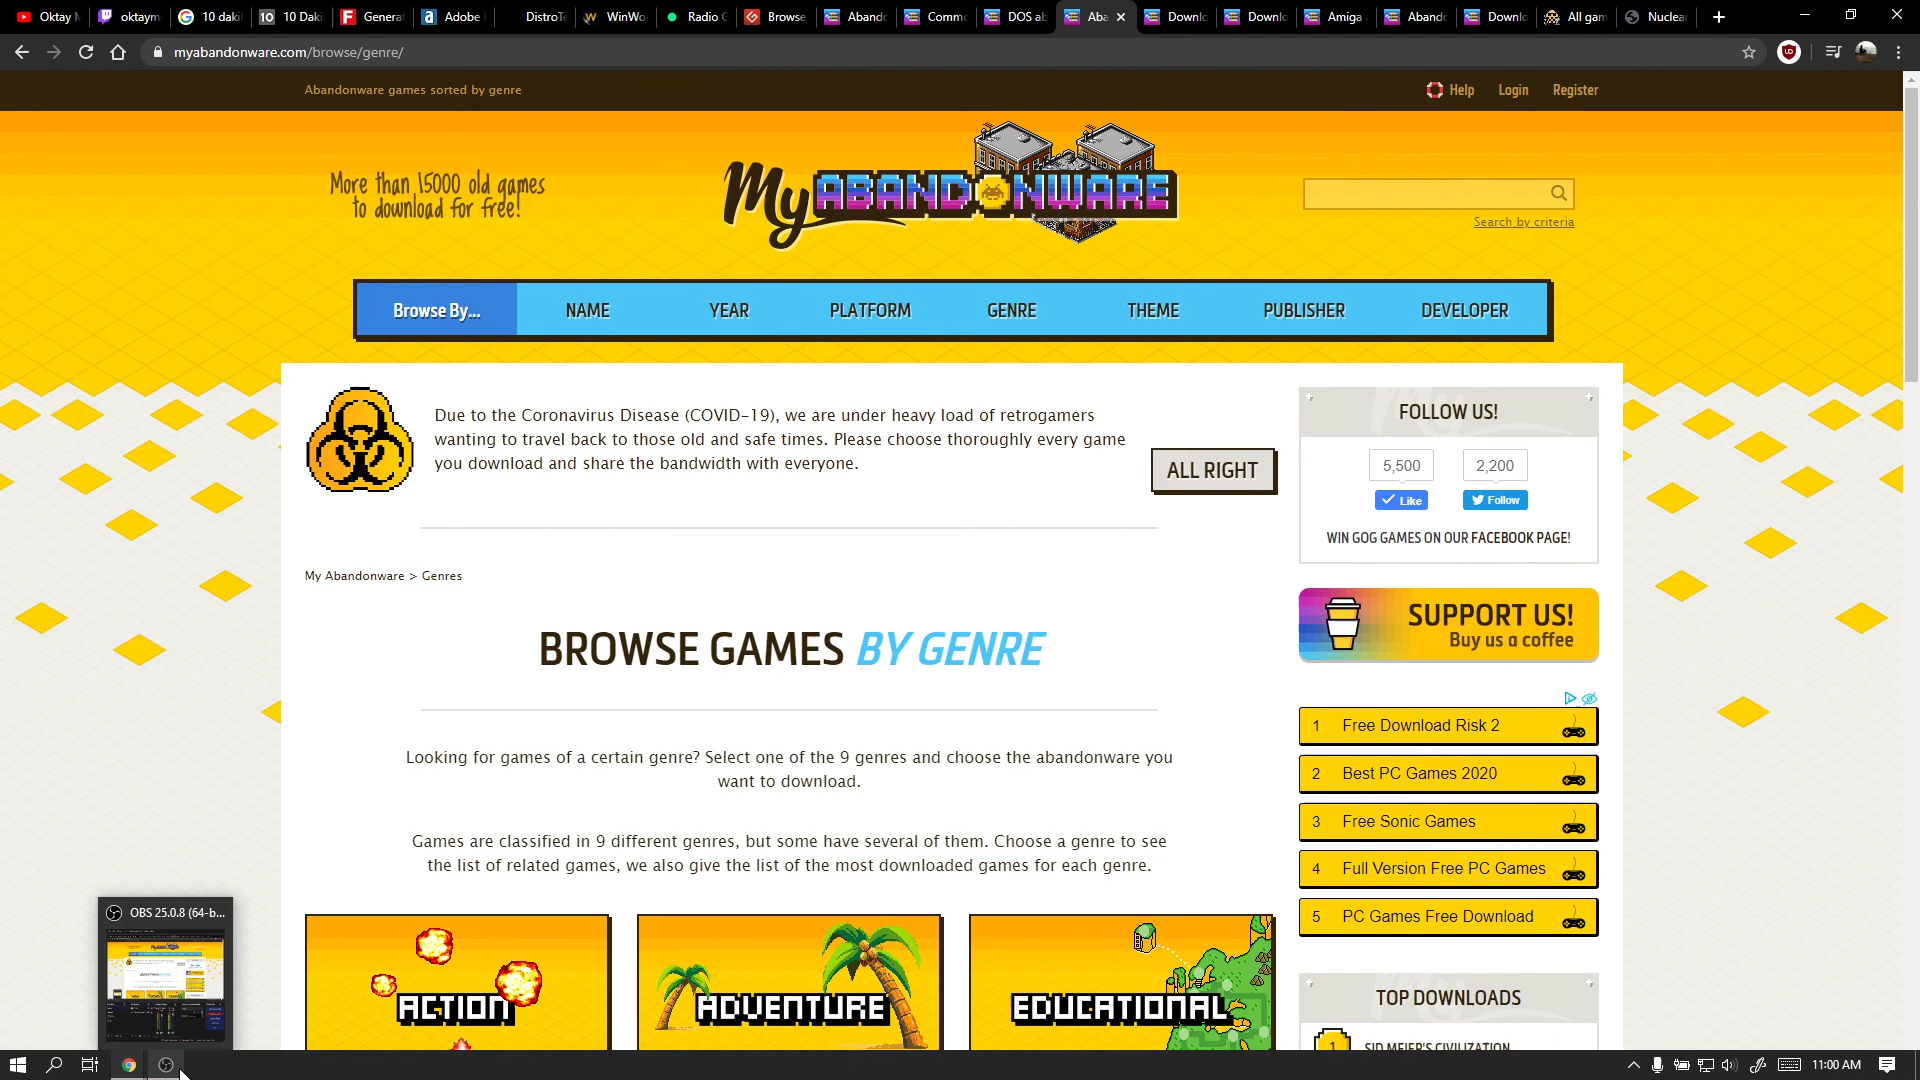 Oktay
oktaym
10 daki
10 Daki
Generat
Adobe
DistroTe
WinWo
Radio G
Browse
Abando
Commo
DOS ab
Aba
Downlo
Downlo
Amiga
Abando
Downlo
All gam
Nuclear
myabandonware.com/browse/genre/
Abandonware games sorted by genre
Help
Login
Register
More than 15000 old games
to download for free!
My ABANDONWARE
Search by criteria
Browse By...
NAME
YEAR
PLATFORM
GENRE
THEME
PUBLISHER
DEVELOPER
Due to the Coronavirus Disease (COVID-19), we are under heavy load of retrogamers
wanting to travel back to those old and safe times. Please choose thoroughly every game
you download and share the bandwidth with everyone.
ALL RIGHT
FOLLOW US!
5,500
2,200
Like
Follow
WIN GOG GAMES ON OUR FACEBOOK PAGE!
My Abandonware > Genres
BROWSE GAMES BY GENRE
SUPPORT US!
Buy us a coffee
Looking for games of a certain genre? Select one of the 9 genres and choose the abandonware you
want to download.
Games are classified in 9 different genres, but some have several of them. Choose a genre to see
the list of related games, we also give the list of the most downloaded games for each genre.
1 Free Download Risk 2
2 Best PC Games 2020
3 Free Sonic Games
4 Full Version Free PC Games
5 PC Games Free Download
ACTION
ADVENTURE
EDUCATIONAL
TOP DOWNLOADS
1 SID MEIER'S CIVILIZATION
OBS 25.0.8 (64-b...
11:00 AM